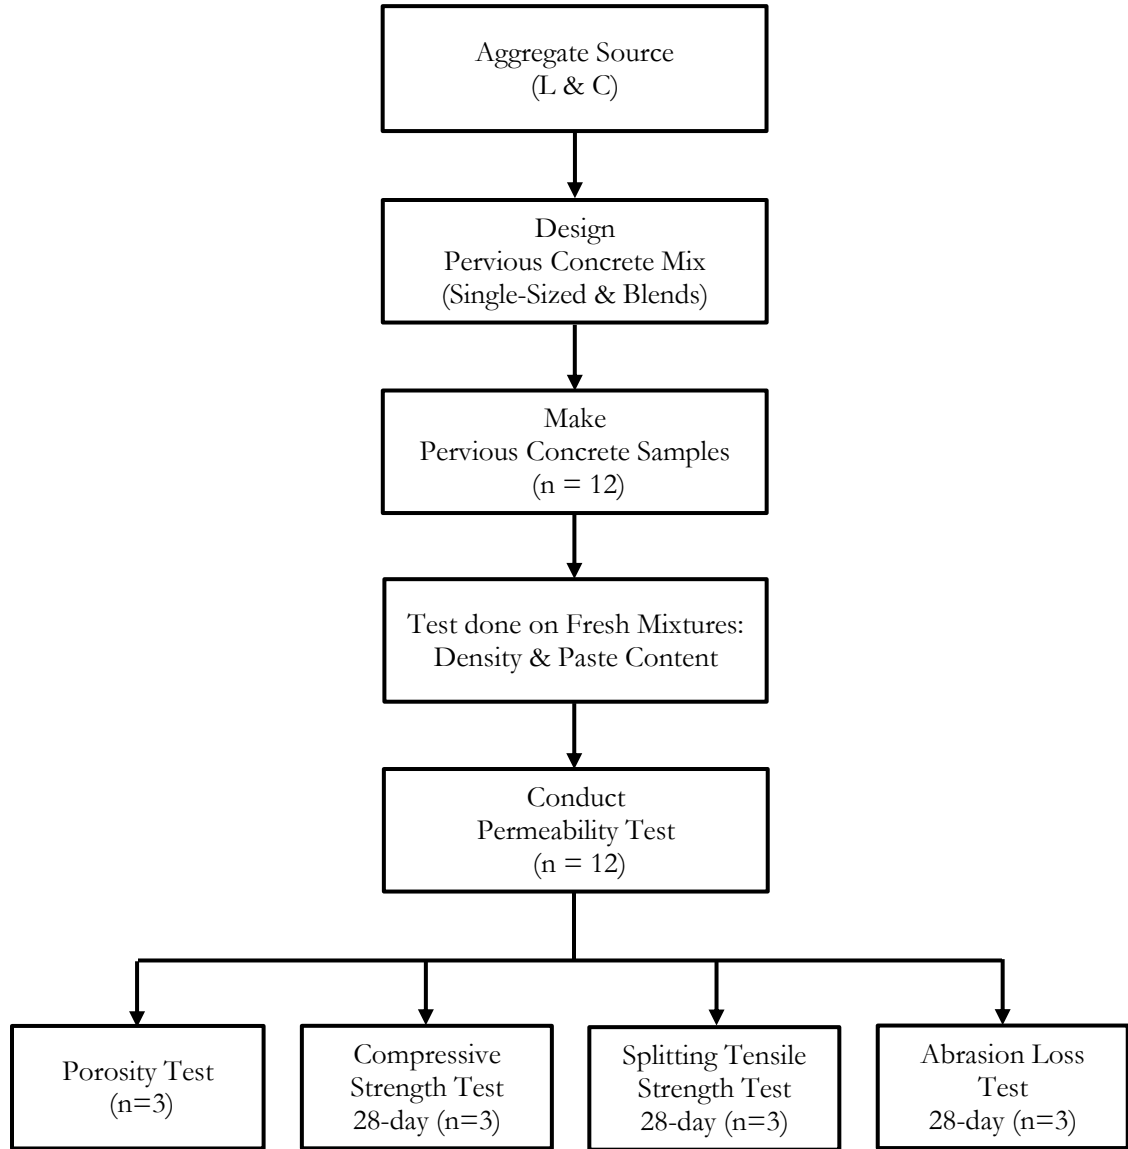 Aggregate Source
(L & C)
Design
Pervious Concrete Mix
(Single-Sized & Blends)
Make
Pervious Concrete Samples
(n = 12)
Test done on Fresh Mixtures:
Density & Paste Content
Conduct
Permeability Test
(n = 12)
Porosity Test
(n=3)
Compressive
Strength Test
28-day (n=3)
Splitting Tensile
Strength Test
28-day (n=3)
Abrasion Loss
Test
28-day (n=3)